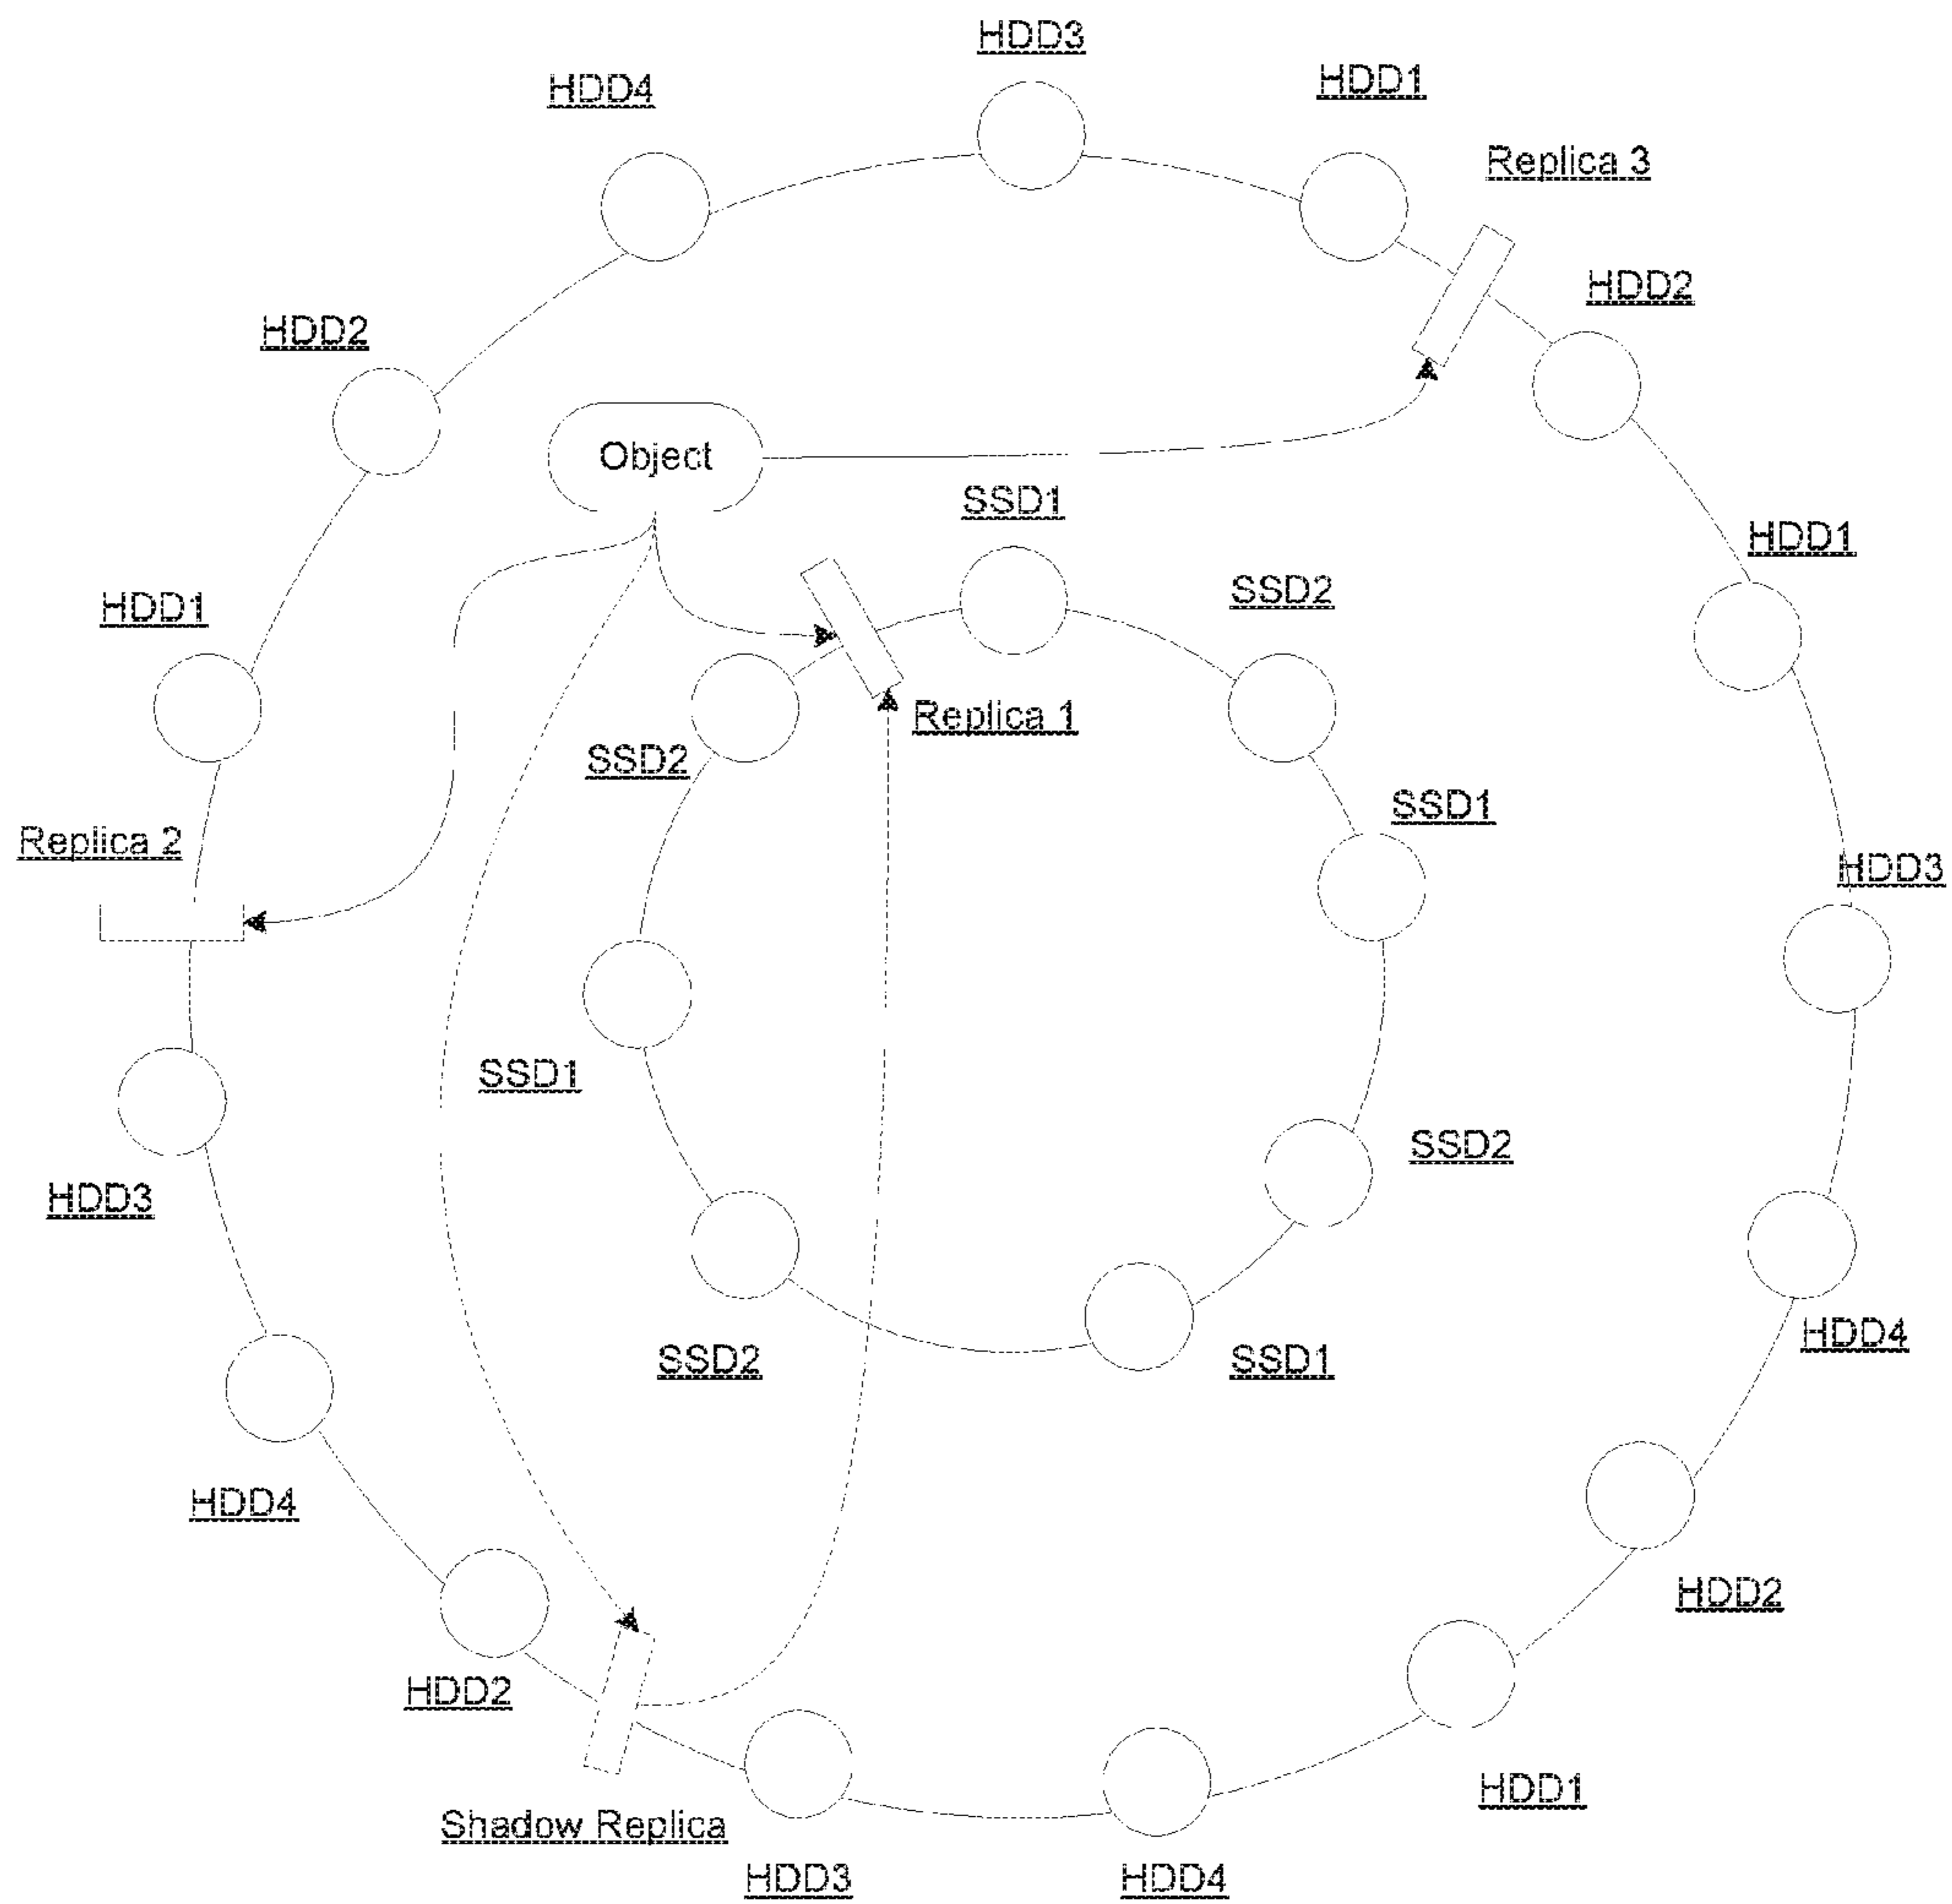 HDD3
HDD1
HDD4
Replica 3
HDD2
HDD2
Object
SSD1
HDD1
SSD2
HDD1
Replica 1
SSD2
SSD1
Replica 2
HDD3
SSD1
SSD2
HDD3
HDD4
SSD2
SSD1
HDD4
HDD2
HDD2
HDD1
Shadow Replica
HDD3
HDD4